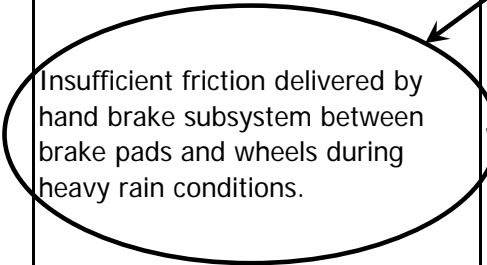 Insufficient friction delivered by
hand brake subsystem between
brake pads and wheels during
heavy rain conditions.